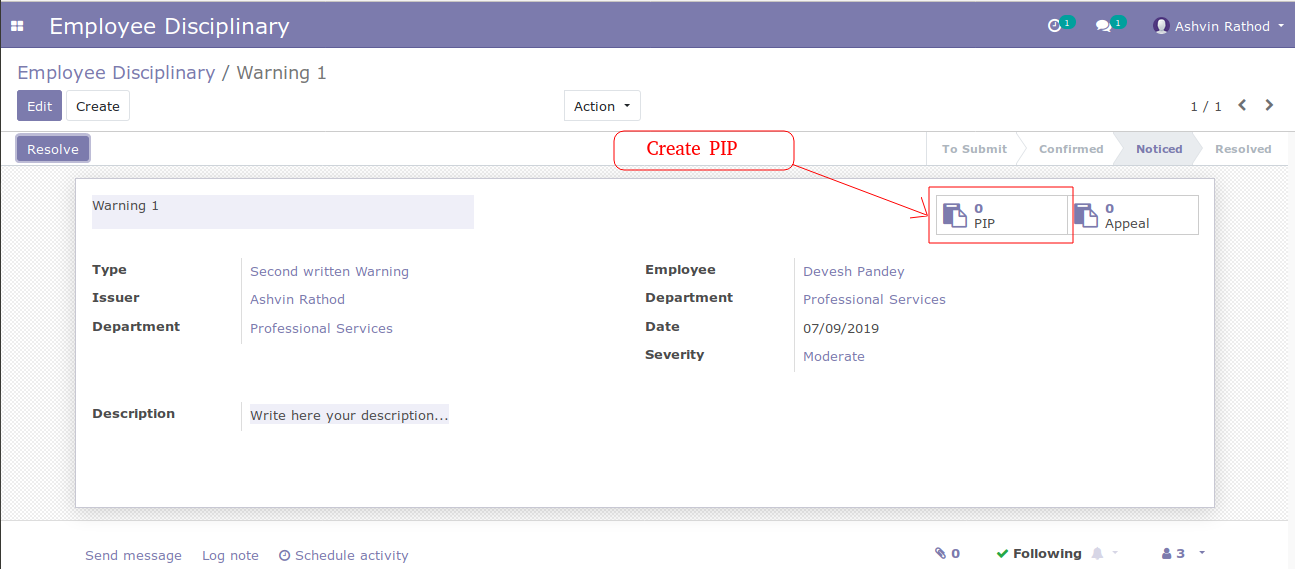 Employee Disciplinary 1 1 Ashvin Rathod
Employee Disciplinary / Warning 1
Edit Create Action 1 / 1
Resolve Create PIP To Submit Confirmed Noticed Resolved
Warning 1 0 PIP 0 Appeal
Type Second written Warning Employee Devesh Pandey
Issuer Ashvin Rathod Department Professional Services
Department Professional Services Date 07/09/2019
Severity Moderate
Description Write here your description...
Send message Log note Schedule activity 0 Following 3